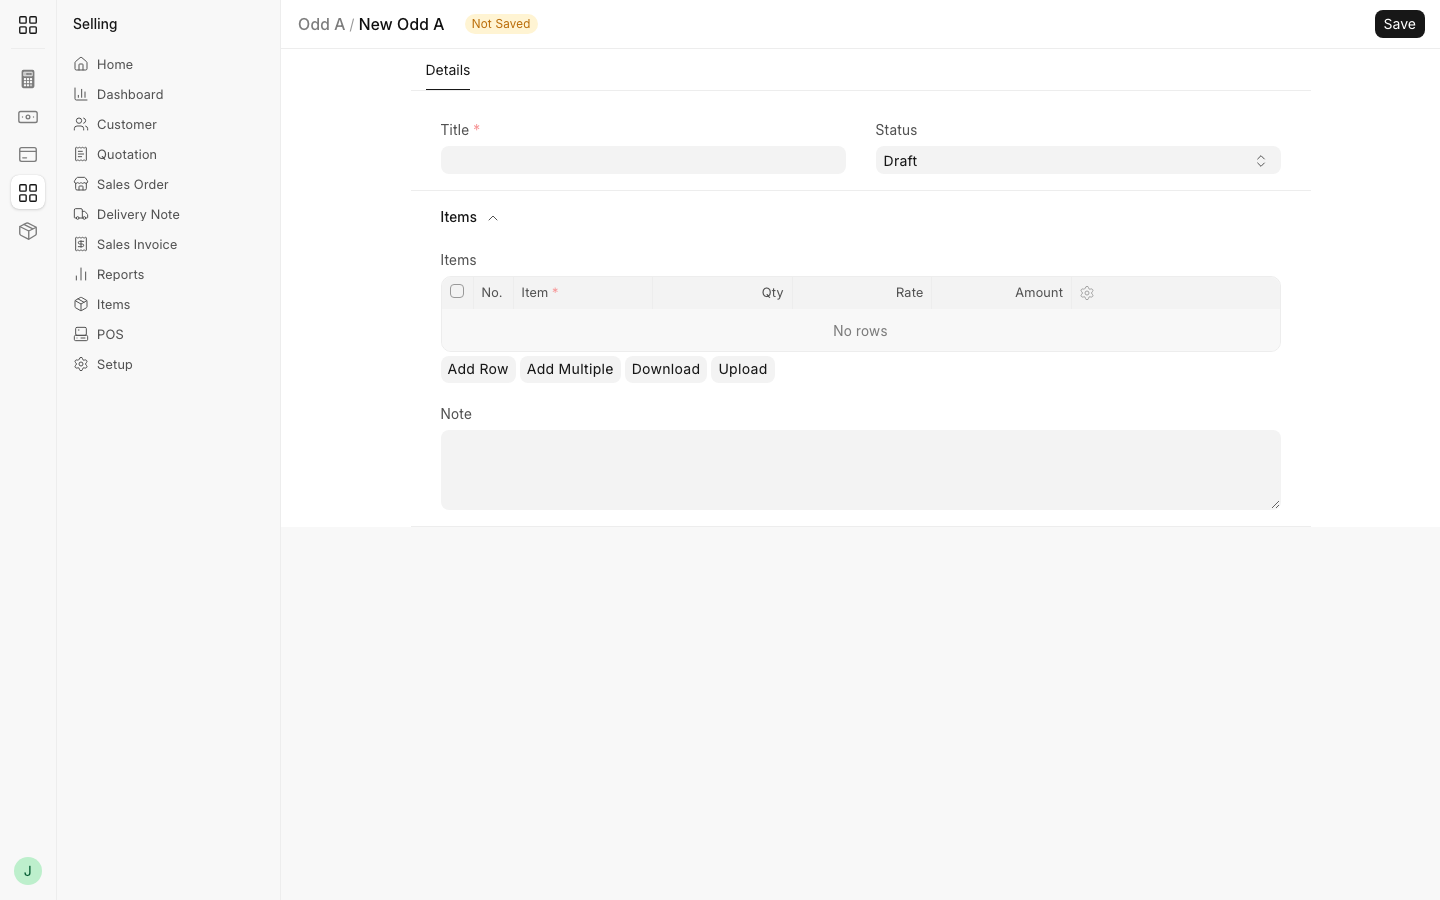 Selling
Home
Dashboard
Customer
Quotation
Sales Order
Delivery Note
Sales Invoice
Reports
Items
POS
Setup
J
Odd A / New Odd A Not Saved Save
Details
Title * Status
Draft
Items
Items
No. Item * Qty Rate Amount
No rows
Add Row Add Multiple Download Upload
Note